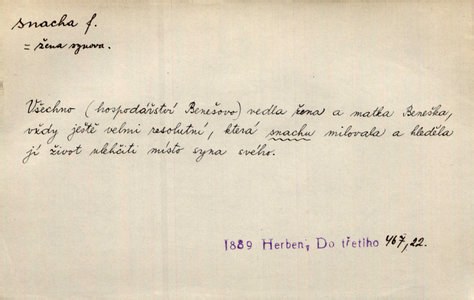 snacha f.
= žena synova.
Všechno (hospodářství Benešovo) vedla žena a matka Beneška,
vždy ještě velmi resolutní, která snachu milovala a hleděla
jí život ulehčiti místo syna svého.
1889 Herben, Do třetího 467,22.